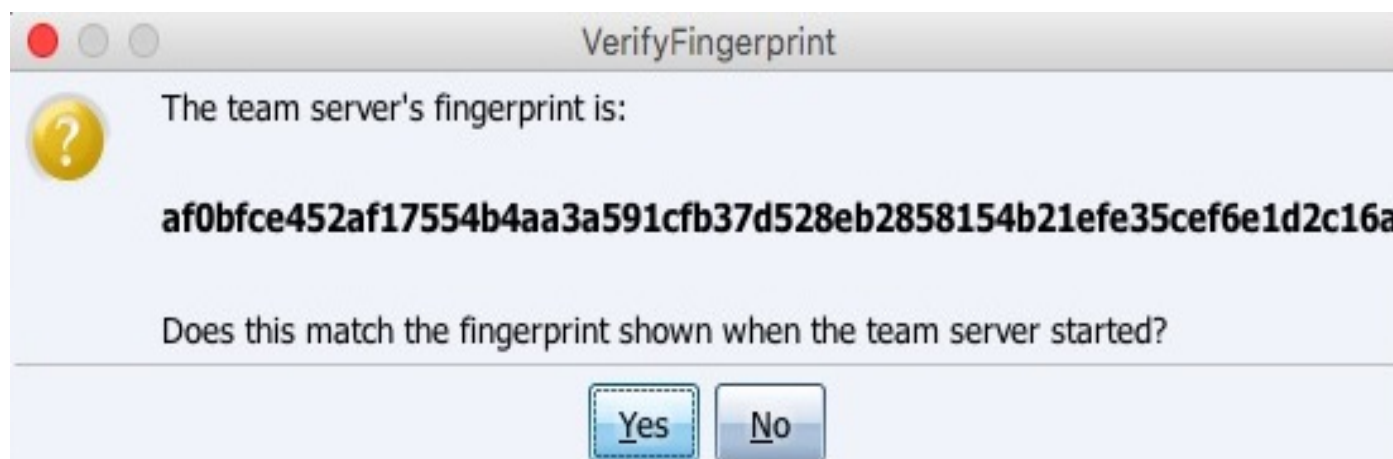 VerifyFingerprint
The team server's fingerprint is:
af0bfce452af17554b4aa3a591cfb37d528eb2858154b21efe35cef6e1d2c16a
Does this match the fingerprint shown when the team server started?
Yes
No